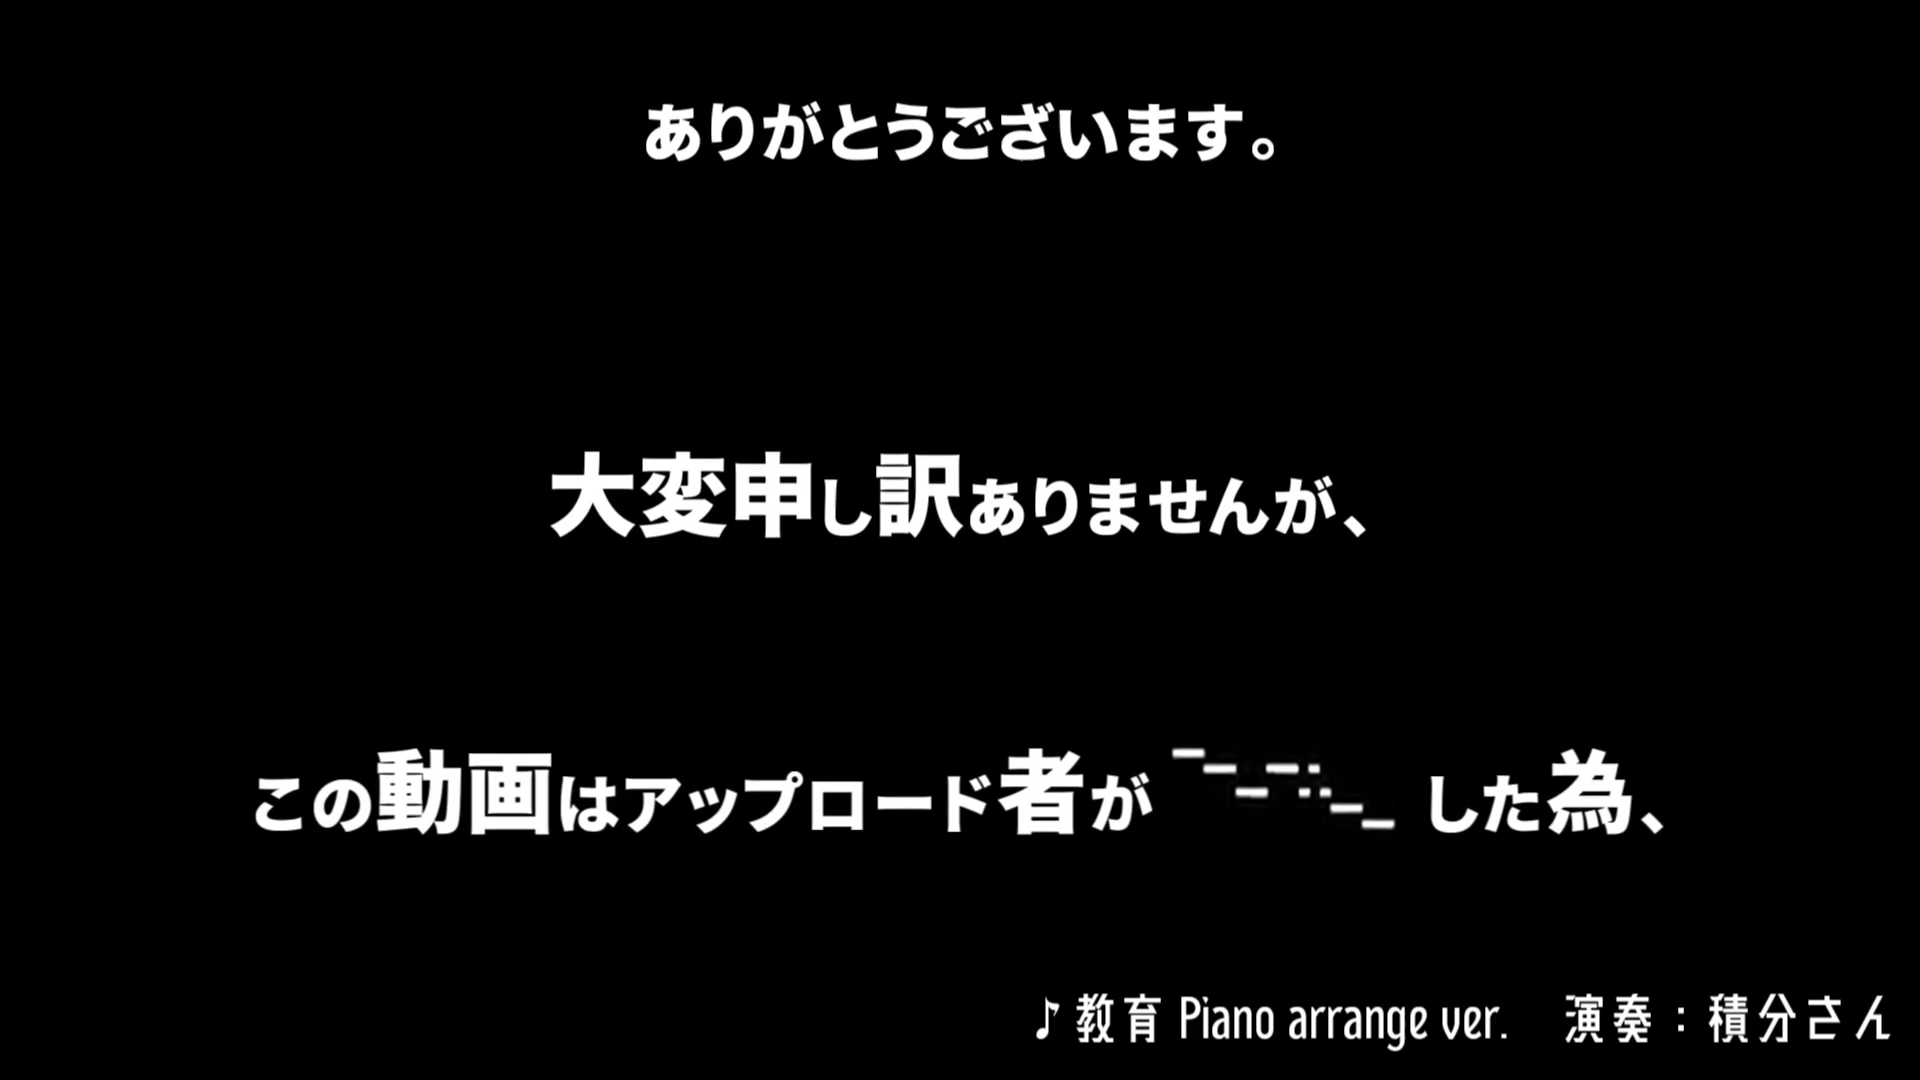 ありがとうございます。
大変申し訳ありませんが、
この動画はアップロード者が した為、
♪ 教育 Piano arrange ver. 演奏：積分さん